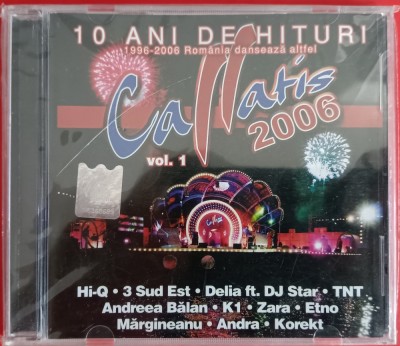 10 ANI DE HITURI
1996-2006 România dansează altfel
Callatis
2006
vol. 1
Callatis
Hi-Q • 3 Sud Est • Delia ft. DJ Star • TNT
Andreea Bălan • K1 • Zara • Etno
Mărgineanu • Andra • Korekt